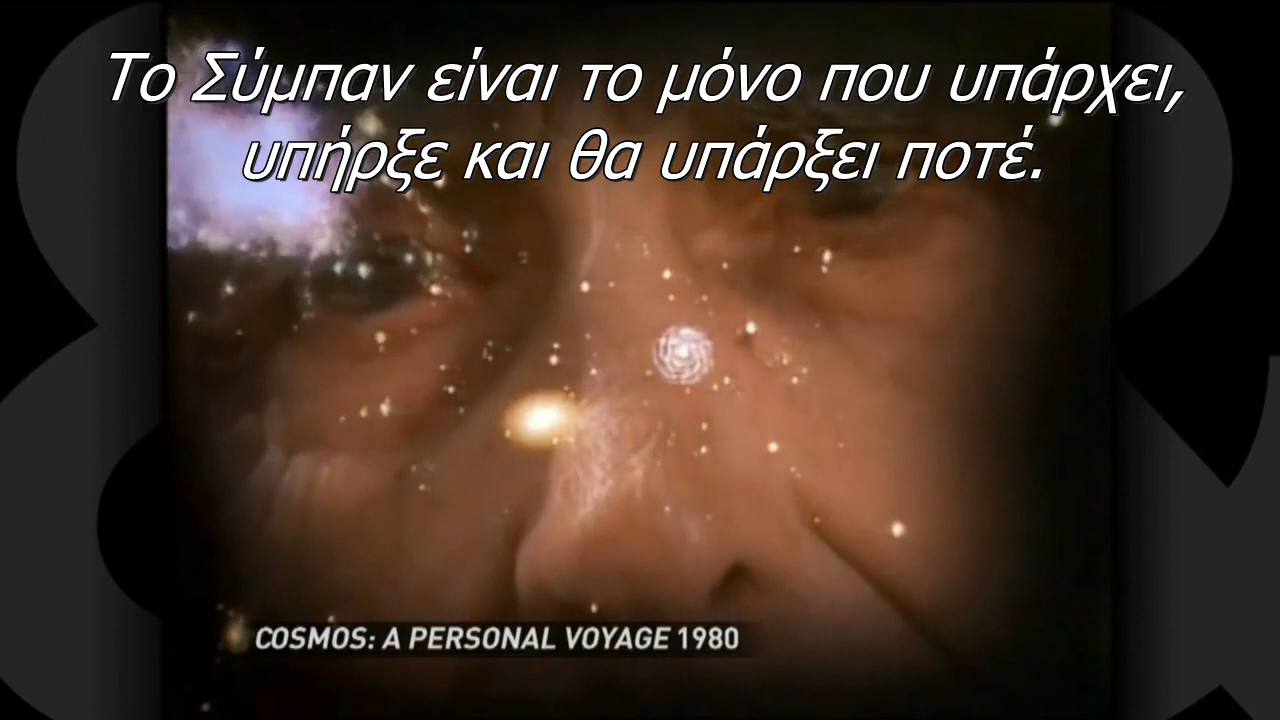 Το Σύμπαν είναι το μόνο που υπάρχει,
υπήρξε και θα υπάρξει ποτέ.
COSMOS: A PERSONAL VOYAGE 1980